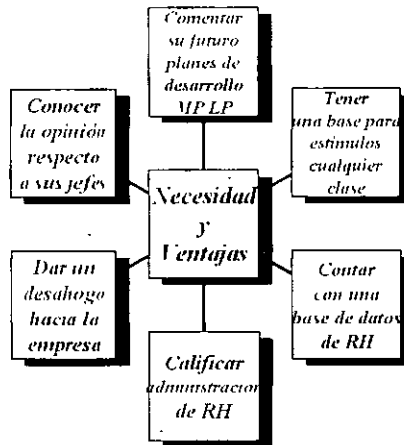 Comentar
su futuro
planes de
desarrollo
MP LP
Conocer
la opinión
respecto
a sus jefes
Tener
una base para
estimulos
cualquier
clase
Necesidad
y
Ventajas
Dar un
desahogo
hacia la
empresa
Contar
con una
base de datos
de RH
Calificar
administracion
de RH